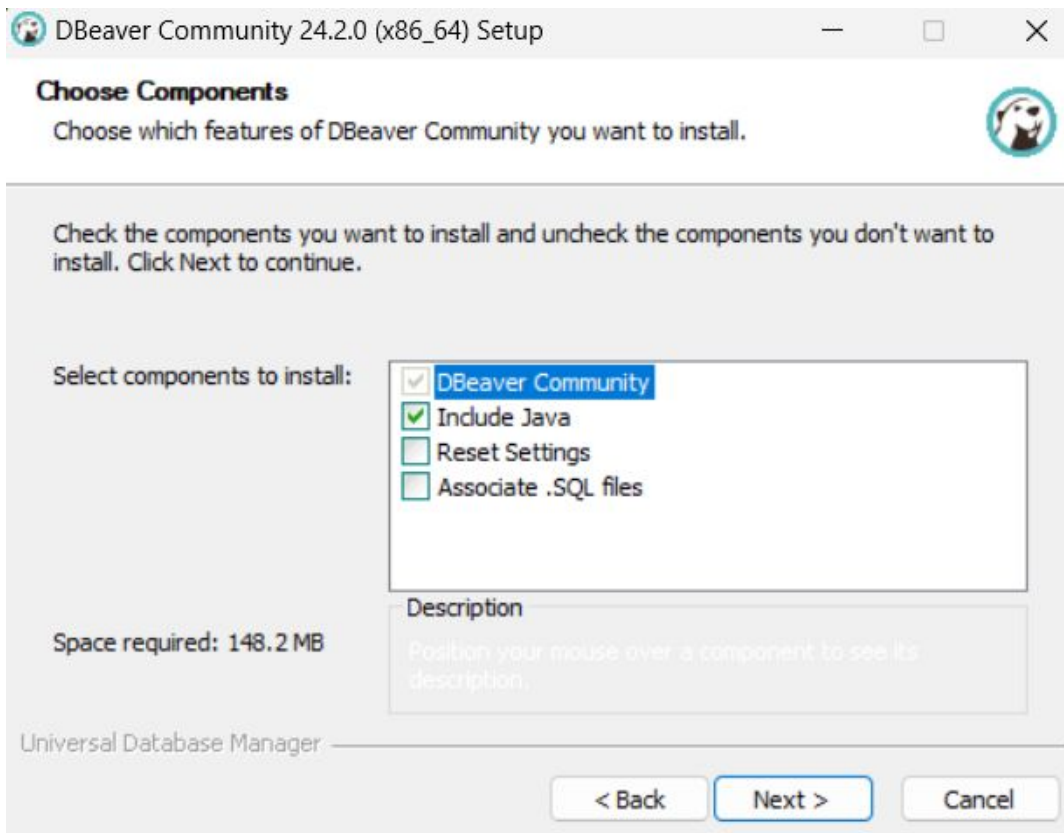 DBeaver Community 24.2.0 (x86_64) Setup
Choose Components
Choose which features of DBeaver Community you want to install.
Check the components you want to install and uncheck the components you don't want to
install. Click Next to continue.
Select components to install:
DBeaver Community
Include Java
Reset Settings
Associate .SQL files
Space required: 148.2 MB
Description
Position your mouse over a component to see its
description.
Universal Database Manager
< Back
Next >
Cancel